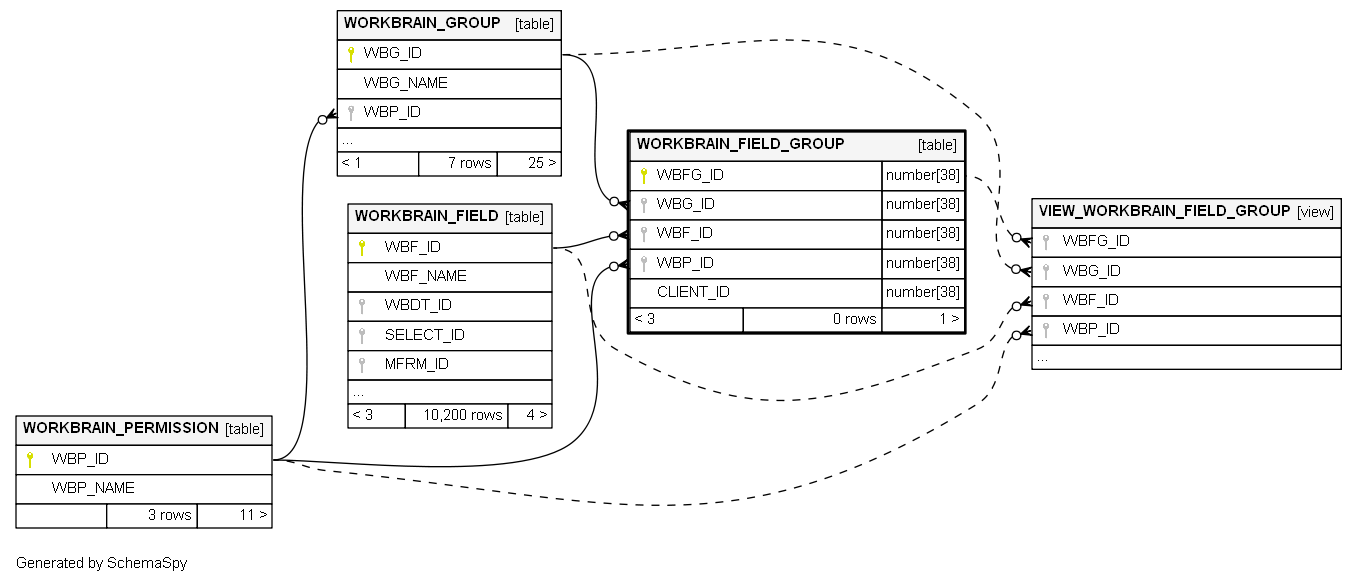 WORKBRAIN_GROUP [table]
WBG_ID
WBG_NAME
WBP_ID
...
< 1 7 rows 25 >
WORKBRAIN_FIELD [table]
WBF_ID
WBF_NAME
WBDT_ID
SELECT_ID
MFRM_ID
...
< 3 10,200 rows 4 >
WORKBRAIN_PERMISSION [table]
WBP_ID
WBP_NAME
3 rows 11 >
WORKBRAIN_FIELD_GROUP [table]
WBFG_ID number[38]
WBG_ID number[38]
WBF_ID number[38]
WBP_ID number[38]
CLIENT_ID number[38]
< 3 0 rows 1 >
VIEW_WORKBRAIN_FIELD_GROUP [view]
WBFG_ID
WBG_ID
WBF_ID
WBP_ID
...
Generated by SchemaSpy